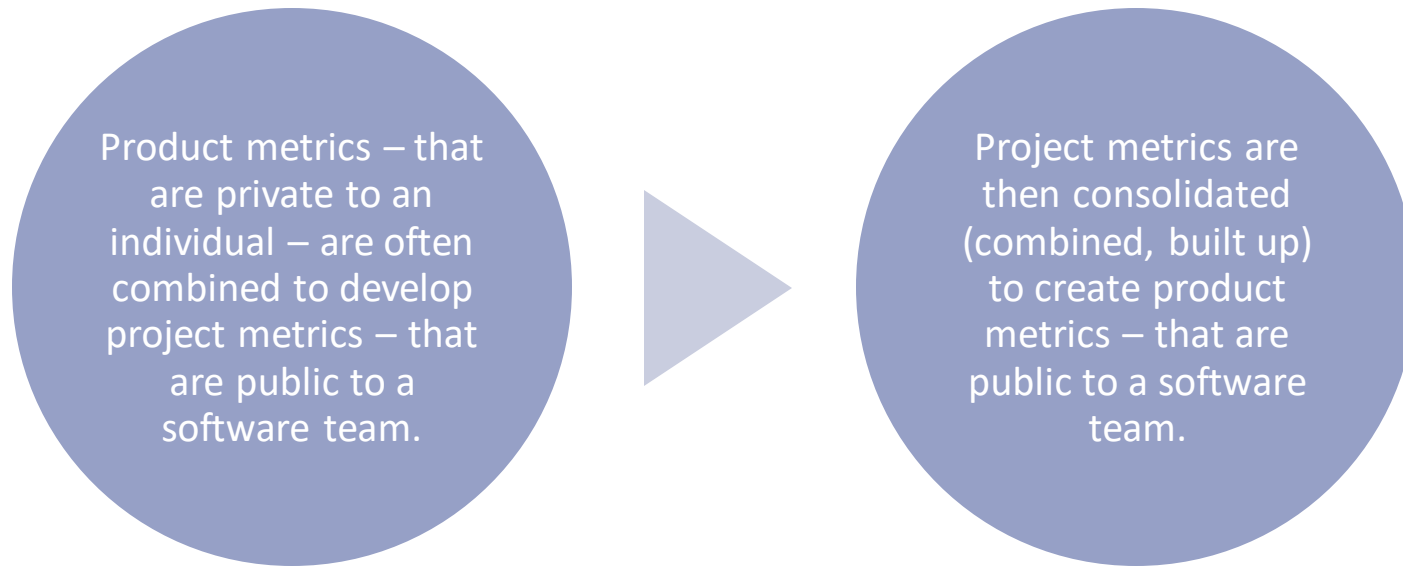 Product metrics – that
are private to an
individual – are often
combined to develop
project metrics – that
are public to a
software team.
Project metrics are
then consolidated
(combined, built up)
to create product
metrics – that are
public to a software
team.